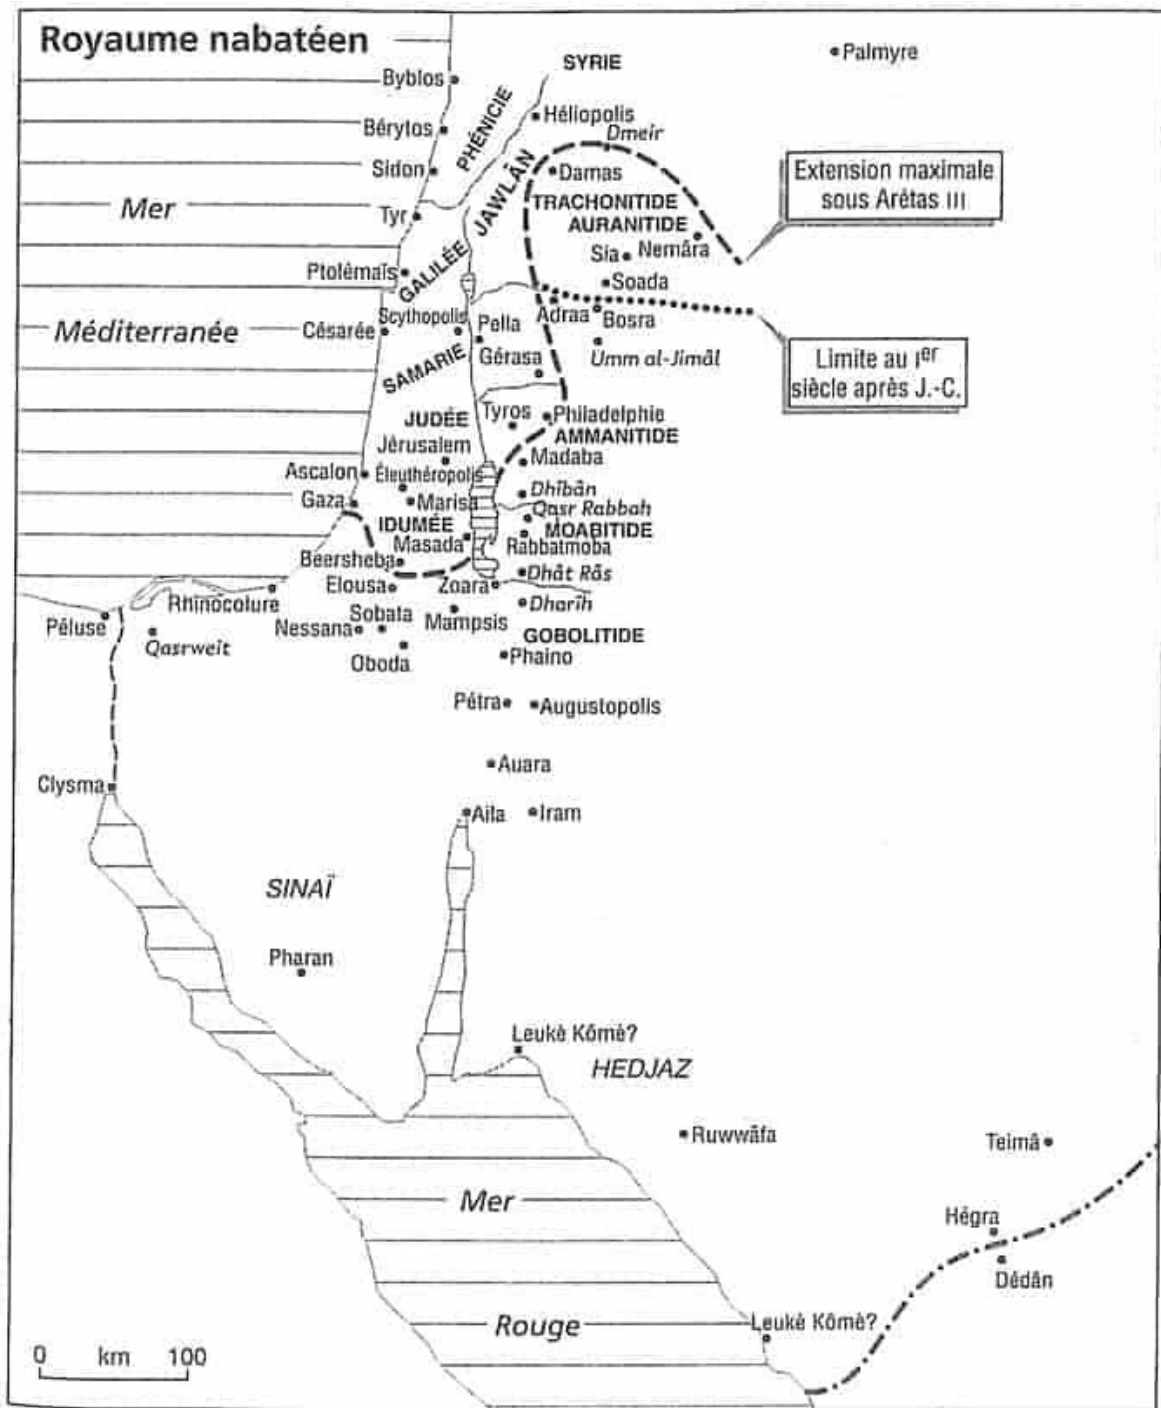 Royaume nabatéen
Palmyre
SYRIE
Byblos
PHÉNICIE
Héliopolis
Bérytos
Dmeir
Sidon
JAWLÂN
Damas
Extension maximale
sous Arétas III
Mer
Tyr
TRACHONITIDE
AURANITIDE
Sia
Nemâra
Ptolémaïs
GALILÉE
Soada
Méditerranée
Césarée
Scythopolis
Pella
Adraa
Bosra
Gérasa
Umm al-Jimâl
Limite au Ier
siècle après J.-C.
SAMARIE
JUDÉE
Tyros
Philadelphie
AMMANITIDE
Jérusalem
Madaba
Ascalon
Éleuthéropolis
Dhîbân
Gaza
Marisa
Qasr Rabbah
IDUMÉE
MOABITIDE
Masada
Rabbatmoba
Beersheba
Dhât Râs
Elousa
Zoara
Rhinocolure
Dharîh
Péluse
Sobata
Mampsis
Nessana
GOBOLITIDE
Qasrweit
Oboda
Phaino
Pétra
Augustopolis
Auara
Clysma
Aila
Iram
SINAÏ
Pharan
Leukè Kômè?
HEDJAZ
Ruwwâfa
Teimâ
Mer
Hégra
Dédân
Rouge
Leukè Kômè?
0 km 100